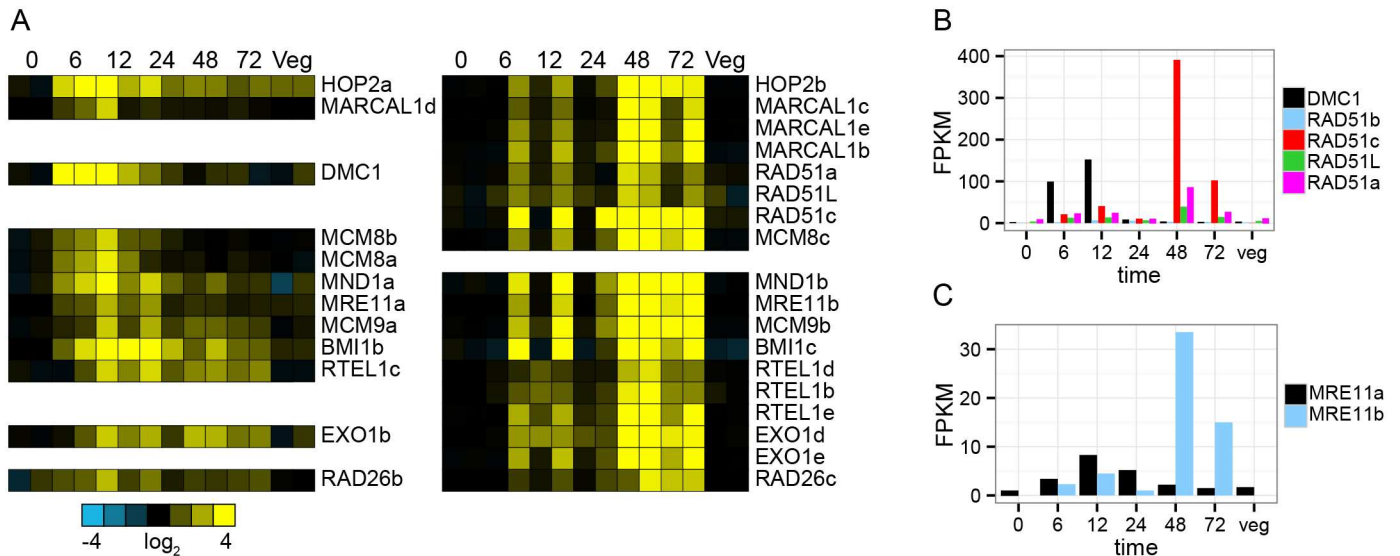 A
0 6 12 24 48 72 Veg
HOP2a
MARCAL1d
DMC1
MCM8b
MCM8a
MND1a
MRE11a
MCM9a
BMI1b
RTEL1c
EXO1b
RAD26b
-4 log2 4
0 6 12 24 48 72 Veg
HOP2b
MARCAL1c
MARCAL1e
MARCAL1b
RAD51a
RAD51L
RAD51c
MCM8c
MND1b
MRE11b
MCM9b
BMI1c
RTEL1d
RTEL1b
RTEL1e
EXO1d
EXO1e
RAD26c
B
FPKM
400
300
200
100
0
0 6 12 24 48 72 veg
time
DMC1
RAD51b
RAD51c
RAD51L
RAD51a
C
FPKM
30
20
10
0
0 6 12 24 48 72 veg
time
MRE11a
MRE11b